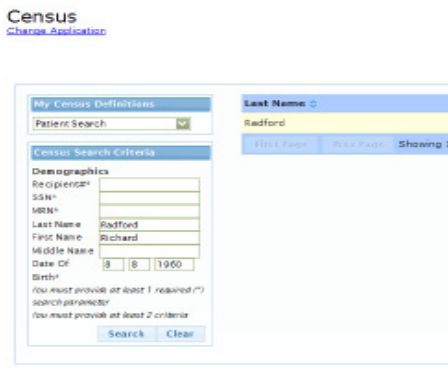 Census
Change Application
My Census Definitions
Patient Search
Census Search Criteria
Demographics
Recipient#*
SSN*
MRN*
Last Name Radford
First Name Richard
Middle Name
Date Of Birth* 8 8 1960
You must provide at least 1 required (*)
search parameter
You must provide at least 2 criteria
Search Clear
Last Name
Radford
First Page Prev Page Showing